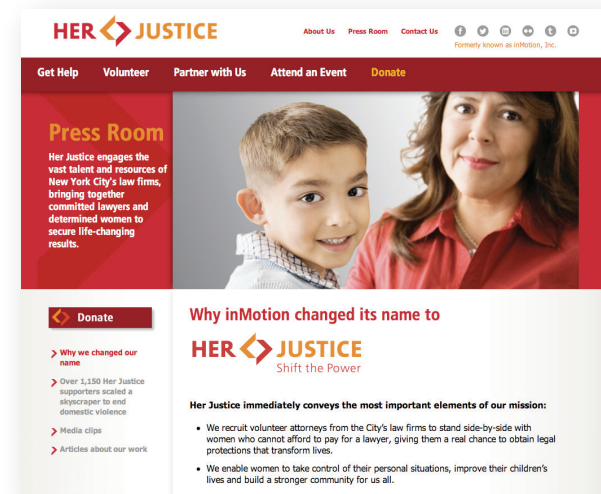 HER JUSTICE
About Us Press Room Contact Us
Formerly known as inMotion, Inc.
Get Help Volunteer Partner with Us Attend an Event Donate
Press Room
Her Justice engages the
vast talent and resources of
New York City's law firms,
bringing together
committed lawyers and
determined women to
secure life-changing
results.
Donate
Why we changed our
name
Over 1,150 Her Justice
supporters scaled a
skyscraper to end
domestic violence
Media clips
Articles about our work
Why inMotion changed its name to
HER JUSTICE
Shift the Power
Her Justice immediately conveys the most important elements of our mission:
• We recruit volunteer attorneys from the City's law firms to stand side-by-side with
women who cannot afford to pay for a lawyer, giving them a real chance to obtain legal
protections that transform lives.
• We enable women to take control of their personal situations, improve their children's
lives and build a stronger community for us all.